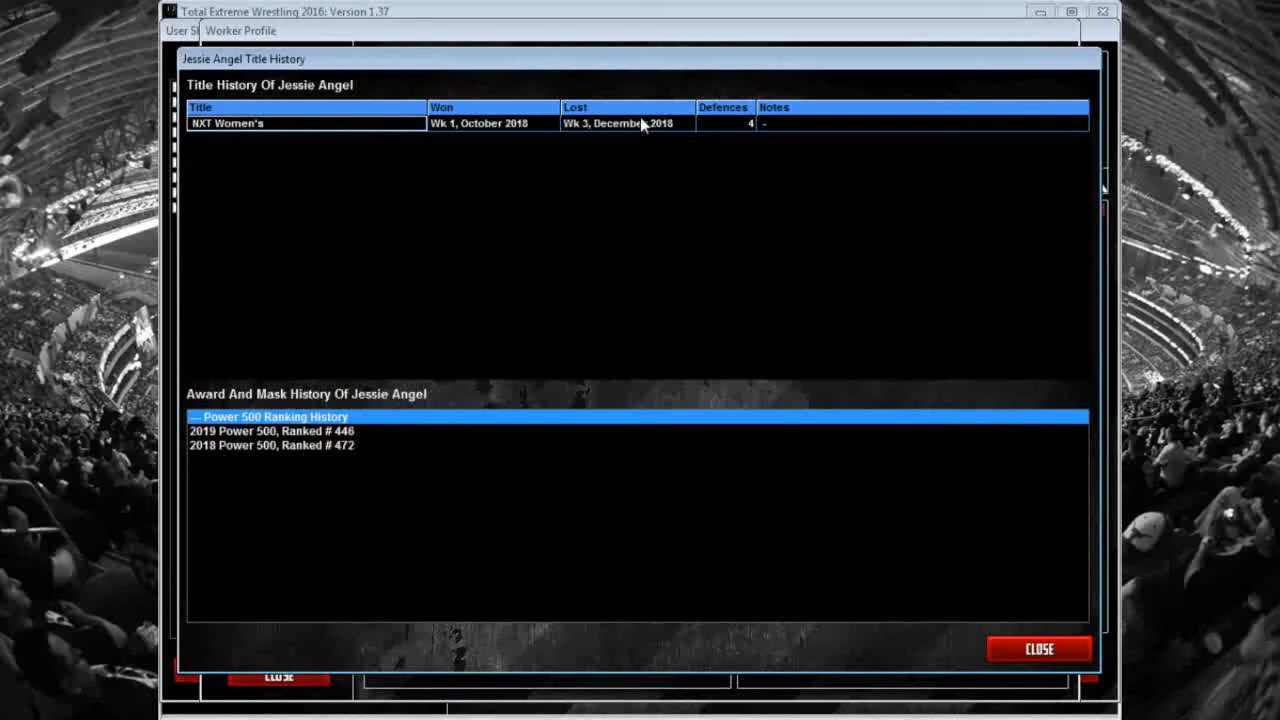 Total Extreme Wrestling 2016: Version 1.37
User S
Worker Profile
Jessie Angel Title History
Title History Of Jessie Angel
Title Won Lost Defences Notes
NXT Women's Wk 1, October 2018 Wk 3, December 2018 4 -
Award And Mask History Of Jessie Angel
--- Power 500 Ranking History
2019 Power 500, Ranked # 446
2018 Power 500, Ranked # 472
CLOSE
CLOSE